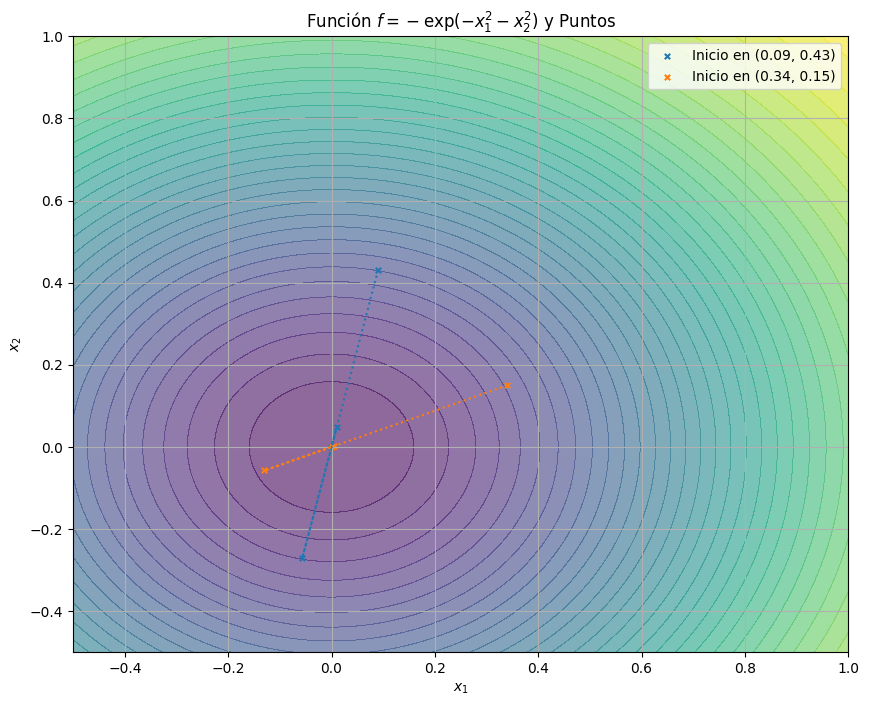 Función $f = -\exp(-x_1^2 - x_2^2)$ y Puntos
Inicio en (0.09, 0.43)
Inicio en (0.34, 0.15)
1.0
0.8
0.6
0.4
0.2
0.0
−0.2
−0.4
x₂
−0.4 −0.2 0.0 0.2 0.4 0.6 0.8 1.0
x₁